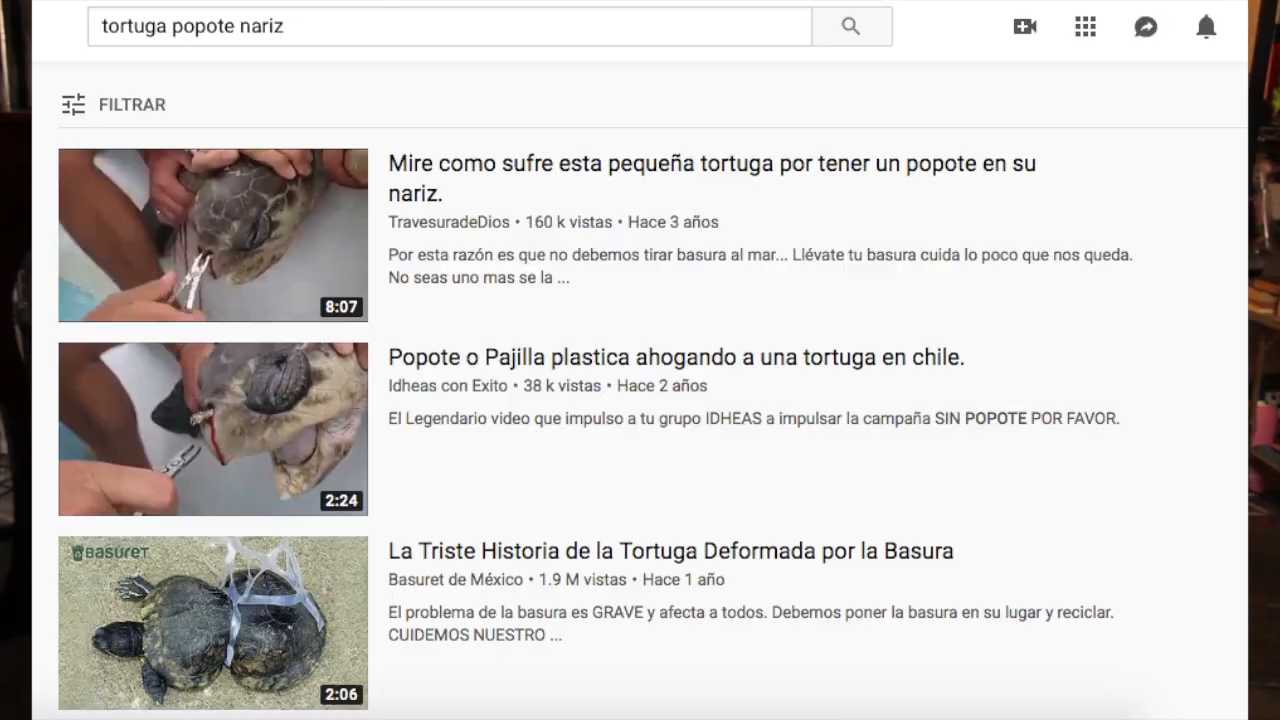 tortuga popote nariz
FILTRAR
Mire como sufre esta pequeña tortuga por tener un popote en su
nariz.
TravesuradeDios • 160 k vistas • Hace 3 años
Por esta razón es que no debemos tirar basura al mar... Llévate tu basura cuida lo poco que nos queda.
No seas uno mas se la ...
8:07
Popote o Pajilla plastica ahogando a una tortuga en chile.
Idheas con Exito • 38 k vistas • Hace 2 años
El Legendario video que impulso a tu grupo IDHEAS a impulsar la campaña SIN POPOTE POR FAVOR.
2:24
BASURET
La Triste Historia de la Tortuga Deformada por la Basura
Basuret de México • 1.9 M vistas • Hace 1 año
El problema de la basura es GRAVE y afecta a todos. Debemos poner la basura en su lugar y reciclar.
CUIDEMOS NUESTRO ...
2:06